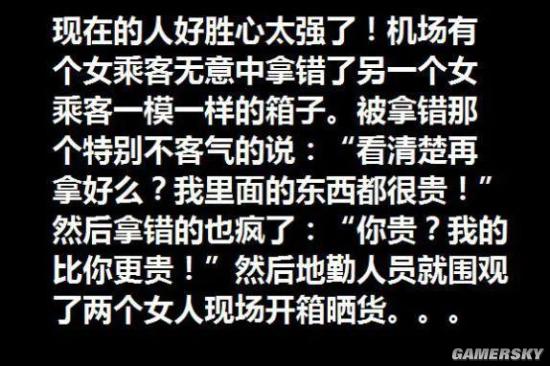 现在的人好胜心太强了！机场有
个女乘客无意中拿错了另一个女
乘客一模一样的箱子。被拿错那
个特别不客气的说：“看清楚再
拿好么？我里面的东西都很贵！”
然后拿错的也疯了：“你贵？我的
比你更贵！”然后地勤人员就围观
了两个女人现场开箱晒货。。。
GAMERSKY